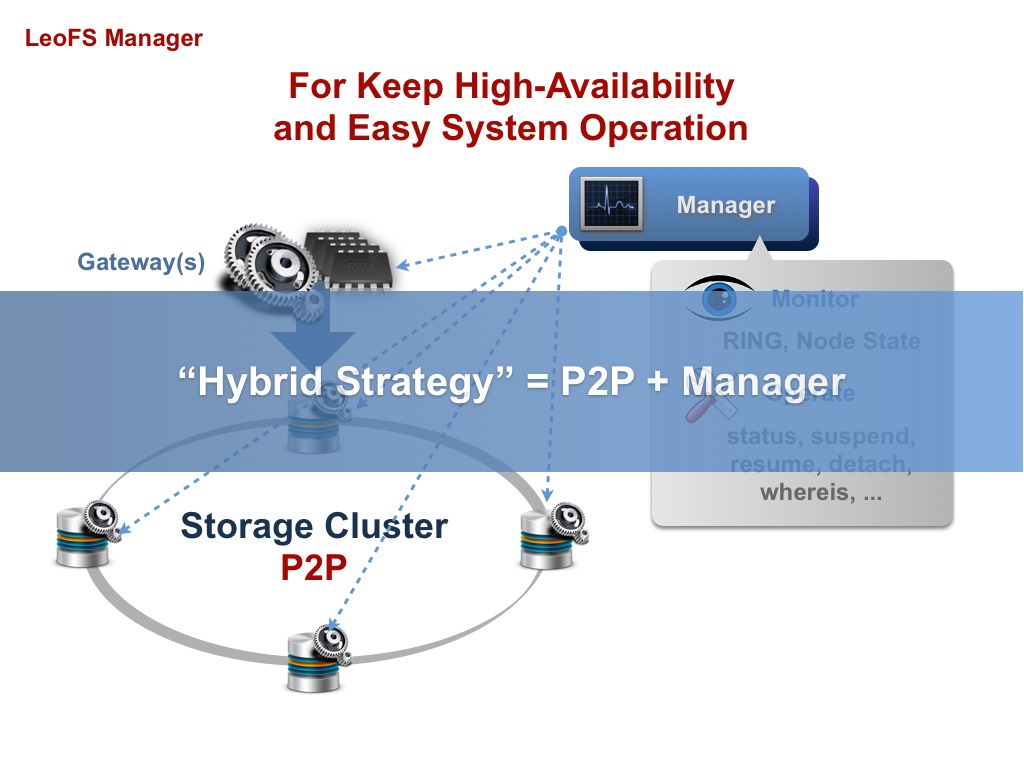 LeoFS Manager
For Keep High-Availability
and Easy System Operation
Manager
Gateway(s)
Monitor
RING, Node State
“Hybrid Strategy” = P2P + Manager
Operate
status, suspend,
resume, detach,
whereis, ...
Storage Cluster
P2P